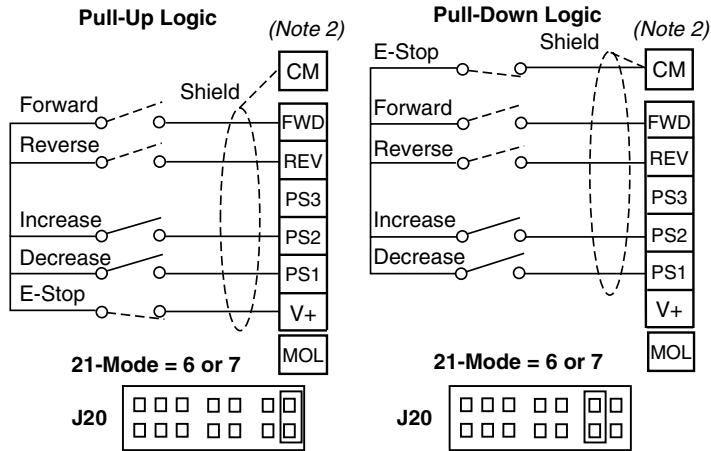 Pull-Up Logic
(Note 2)
CM
Shield
Forward
FWD
Reverse
REV
PS3
Increase
PS2
Decrease
PS1
E-Stop
V+
MOL
21-Mode = 6 or 7
J20
Pull-Down Logic
(Note 2)
E-Stop
Shield
CM
Forward
FWD
Reverse
REV
PS3
Increase
PS2
Decrease
PS1
V+
MOL
21-Mode = 6 or 7
J20